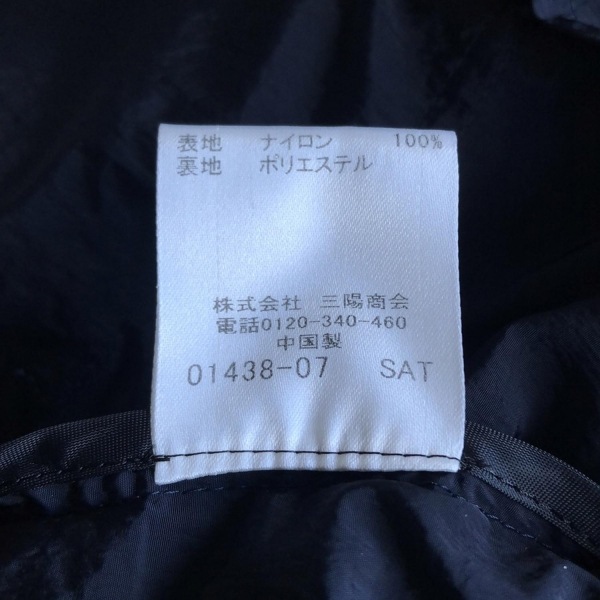 表地 ナイロン 100%
裏地 ポリエステル
株式会社 三陽商会
電話0120-340-460
中国製
01438-07 SAT